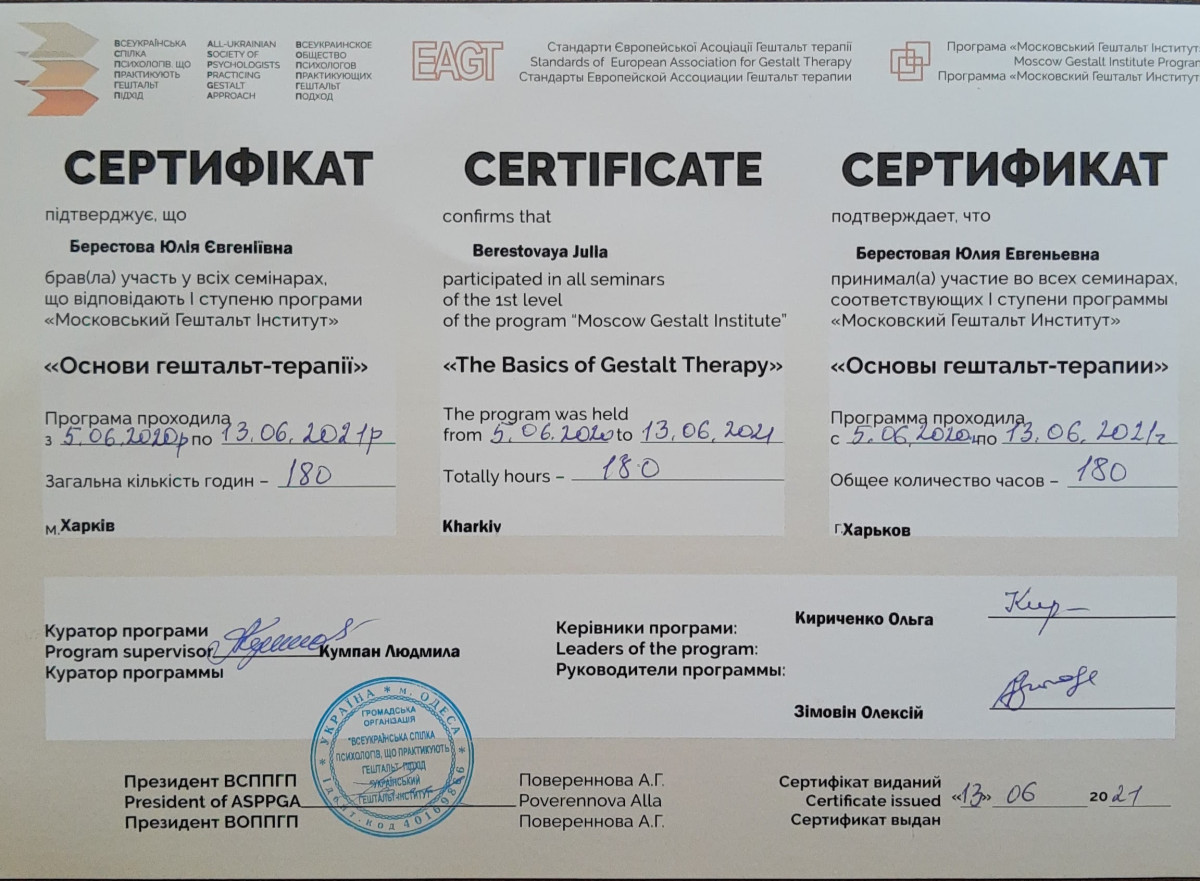 ВСЕУКРАЇНСЬКА
СПІЛКА
ПСИХОЛОГІВ, ЩО
ПРАКТИКУЮТЬ
ГЕШТАЛЬТ
ПІДХІД
ALL-UKRAINIAN
SOCIETY OF
PSYCHOLOGISTS
PRACTICING
GESTALT
APPROACH
ВСЕУКРАИНСКОЕ
ОБЩЕСТВО
ПСИХОЛОГОВ
ПРАКТИКУЮЩИХ
ГЕШТАЛЬТ
ПОДХОД
EAGT
Стандарти Європейської Асоціації Гештальт терапії
Standards of European Association for Gestalt Therapy
Стандарты Европейской Ассоциации Гештальт терапии
Програма «Московський Гештальт Інститут
Moscow Gestalt Institute Program
Программа «Московский Гештальт Институт
СЕРТИФІКАТ
підтверджує, що
Берестова Юлія Євгеніївна
брав(ла) участь у всіх семінарах,
що відповідають I ступеню програми
«Московський Гештальт Інститут»
«Основи гештальт-терапії»
Програма проходила
з 5.06.2020р по 13.06.2021р
Загальна кількість годин – 180
м.Харків
CERTIFICATE
confirms that
Berestovaya Julia
participated in all seminars
of the 1st level
of the program “Moscow Gestalt Institute”
«The Basics of Gestalt Therapy»
The program was held
from 5.06.2020 to 13.06.2021
Totally hours – 180
Kharkiv
СЕРТИФИКАТ
подтверждает, что
Берестовая Юлия Евгеньевна
принимал(а) участие во всех семинарах,
соответствующих I ступени программы
«Московский Гештальт Институт»
«Основы гештальт-терапии»
Программа проходила
с 5.06.2020г. по 13.06.2021г
Общее количество часов – 180
г.Харьков
Куратор програми
Program supervisor Кумпан Людмила
Куратор программы
Керівники програми:
Leaders of the program:
Руководители программы:
Кириченко Ольга
Зімовін Олексій
УКРАЇНА * м. ОДЕСА *
ГРОМАДСЬКА
ОРГАНІЗАЦІЯ
"ВСЕУКРАЇНСЬКА СПІЛКА
ПСИХОЛОГІВ, ЩО ПРАКТИКУЮТЬ
ГЕШТАЛЬТ-ПІДХІД
"УКРАЇНСЬКИЙ
ГЕШТАЛЬТ-ІНСТИТУТ"
Ідент. код 40169866
Президент ВСППГП
President of ASPPGA
Президент ВОППГП
Повереннова А.Г.
Poverennova Alla
Повереннова А.Г.
Сертифікат виданий
Certificate issued «13» 06 2021
Сертификат выдан